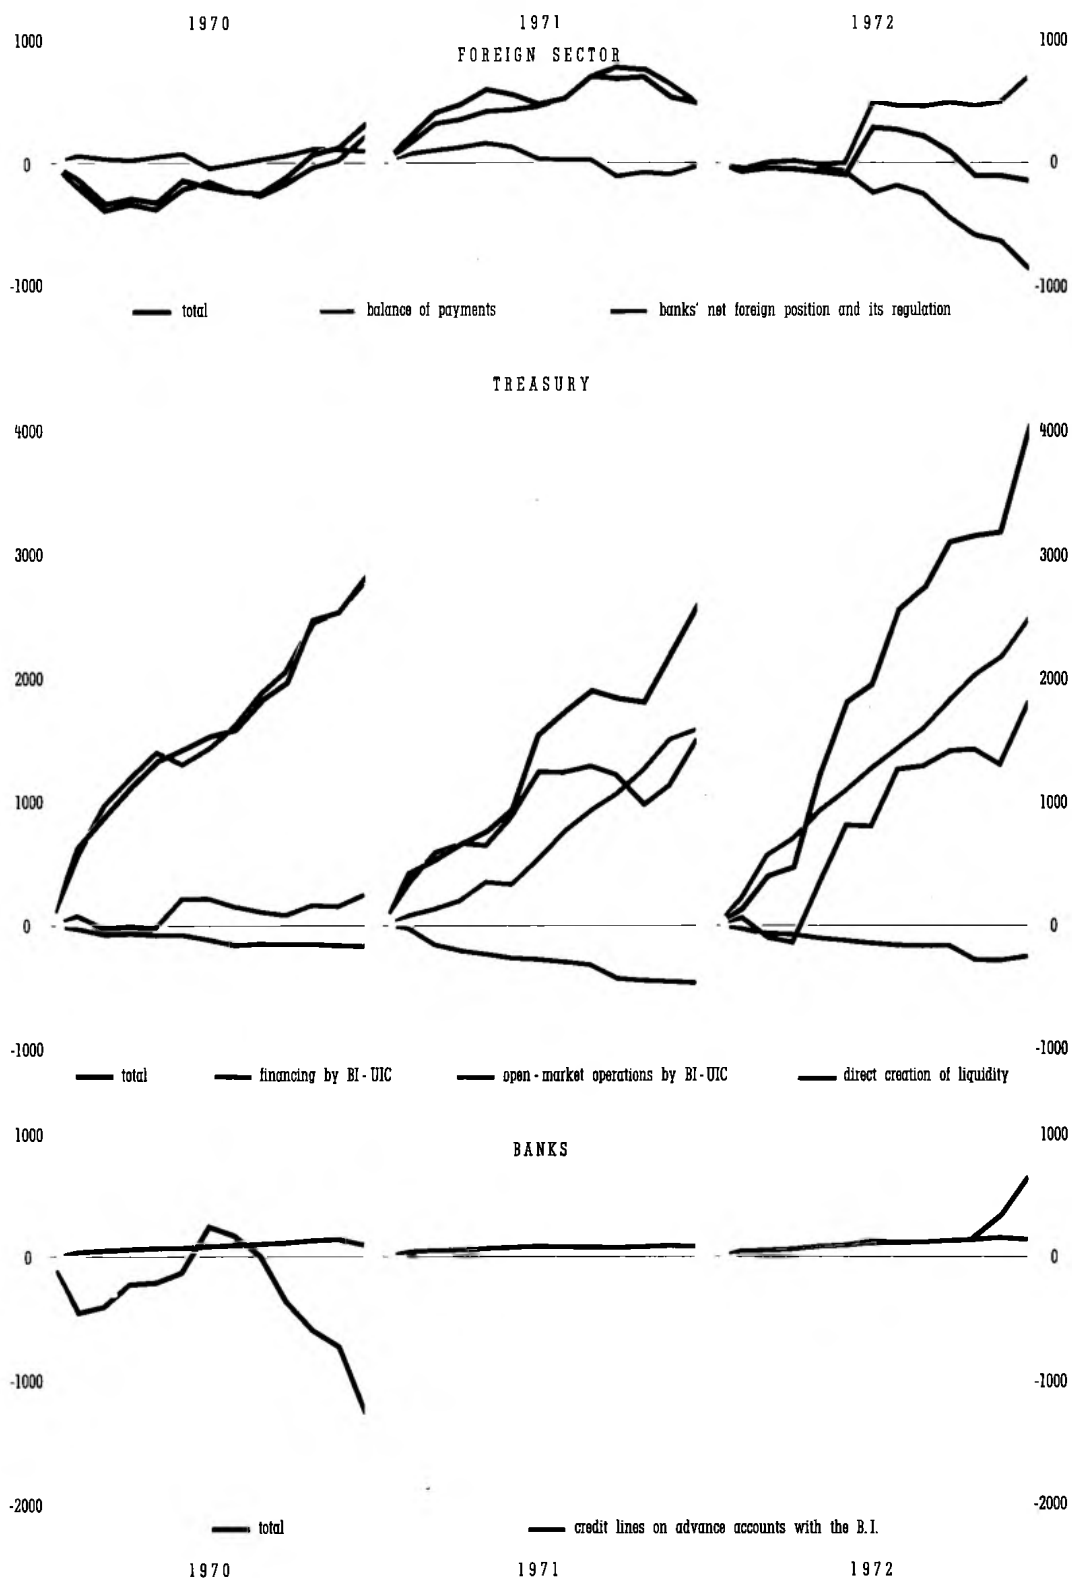 1970 1971 1972
1000 1000
FOREIGN SECTOR
0 0
-1000 -1000
total balance of payments banks' net foreign position and its regulation
TREASURY
4000 4000
3000 3000
2000 2000
1000 1000
0 0
-1000 -1000
total financing by BI-UIC open-market operations by BI-UIC direct creation of liquidity
1000 1000
BANKS
0 0
-1000 -1000
-2000 -2000
total credit lines on advance accounts with the B.I.
1970 1971 1972